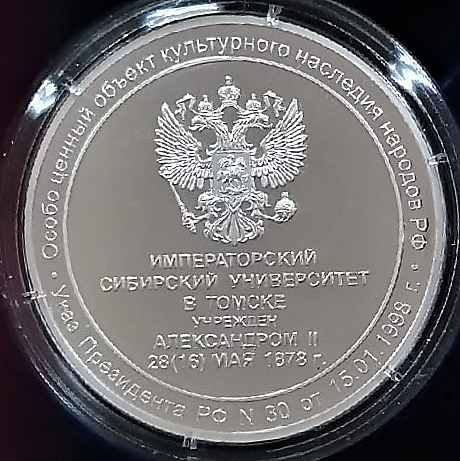 Особо ценный объект культурного наследия народов РФ
ИМПЕРАТОРСКИЙ
СИБИРСКИЙ УНИВЕРСИТЕТ
В ТОМСКЕ
УЧРЕЖДЕН
АЛЕКСАНДРОМ II
28(16) МАЯ 1878 г.
Указ Президента РФ N 30 от 15.01.1998 г.